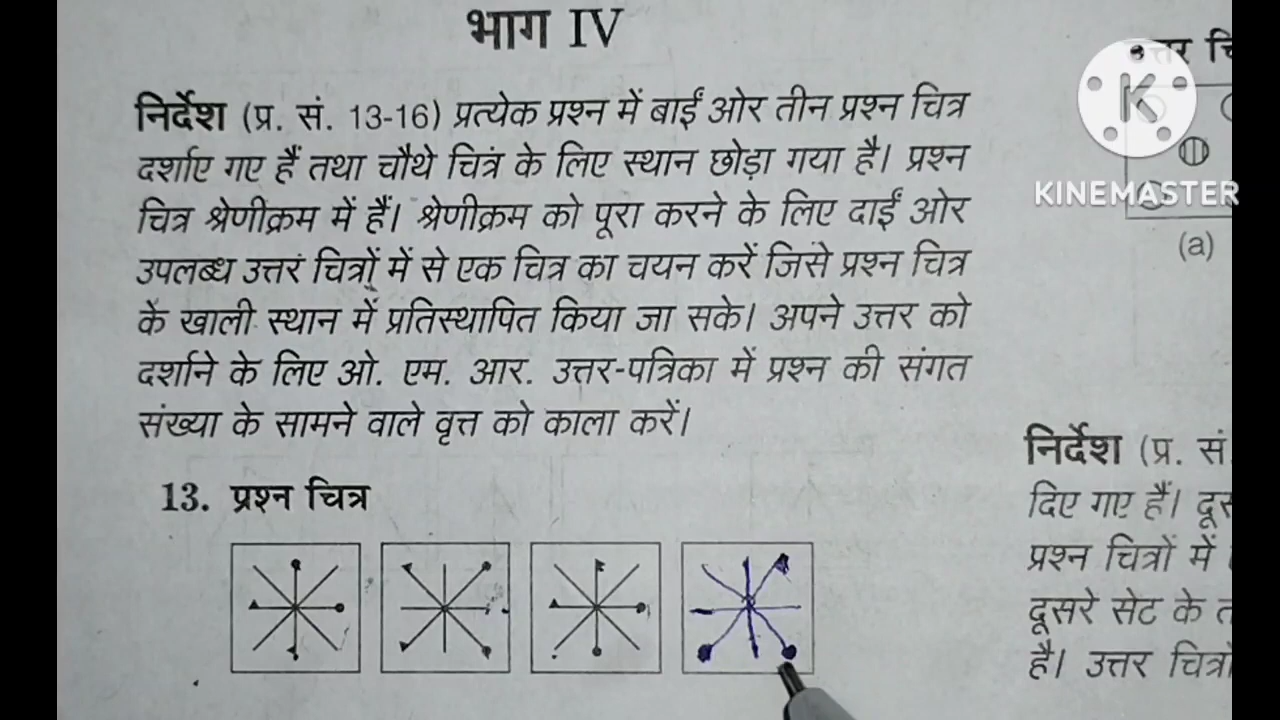 भाग IV
निर्देश (प्र. सं. 13-16) प्रत्येक प्रश्न में बाईं ओर तीन प्रश्न चित्र
दर्शाए गए हैं तथा चौथे चित्र के लिए स्थान छोड़ा गया है। प्रश्न
चित्र श्रेणीक्रम में हैं। श्रेणीक्रम को पूरा करने के लिए दाईं ओर
उपलब्ध उत्तर चित्रों में से एक चित्र का चयन करें जिसे प्रश्न चित्र
के खाली स्थान में प्रतिस्थापित किया जा सके। अपने उत्तर को
दर्शाने के लिए ओ. एम. आर. उत्तर-पत्रिका में प्रश्न की संगत
संख्या के सामने वाले वृत्त को काला करें।
13. प्रश्न चित्र
K
KINEMASTER
(a)
निर्देश (प्र. सं.
दिए गए हैं।
प्रश्न चित्रों में
दूसरे सेट के
है। उत्तर